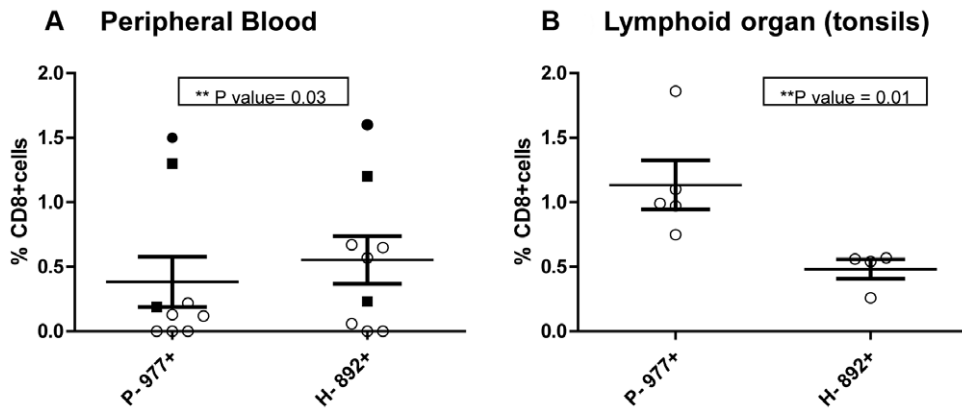 A Peripheral Blood
2.0
1.5
1.0
0.5
0.0
% CD8+cells
** P value= 0.03
P- 977+
H- 892+
B Lymphoid organ (tonsils)
2.0
1.5
1.0
0.5
0.0
% CD8+cells
**P value = 0.01
P- 977+
H- 892+